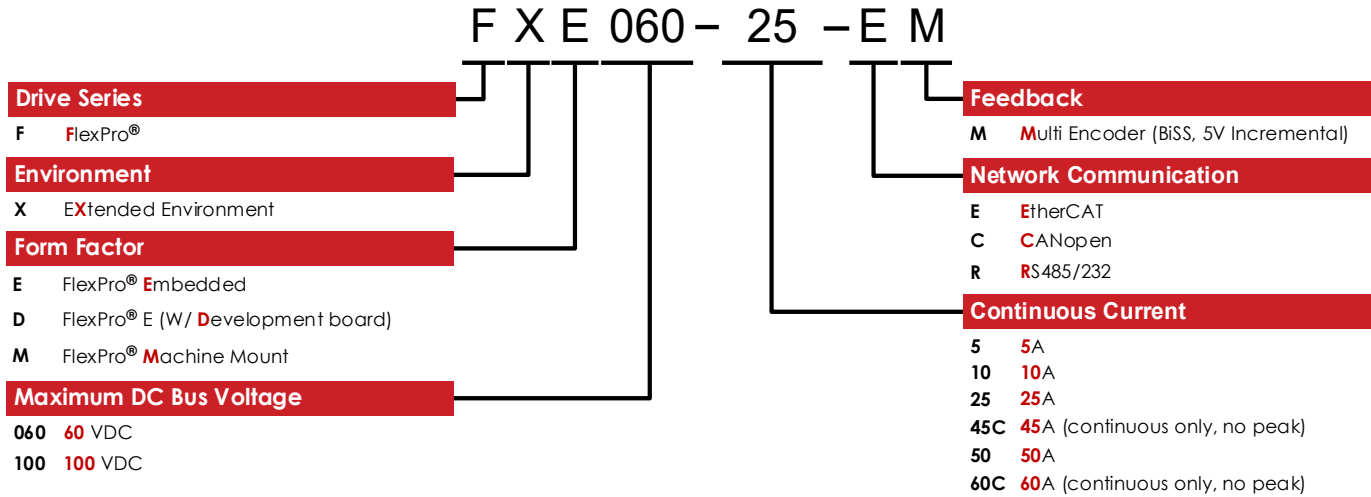 F X E 060 – 25 – E M
Drive Series
F FlexPro®
Environment
X EXtended Environment
Form Factor
E FlexPro® Embedded
D FlexPro® E (W/ Development board)
M FlexPro® Machine Mount
Maximum DC Bus Voltage
060 60 VDC
100 100 VDC
Feedback
M Multi Encoder (BiSS, 5V Incremental)
Network Communication
E EtherCAT
C CANopen
R RS485/232
Continuous Current
5 5A
10 10A
25 25A
45C 45A (continuous only, no peak)
50 50A
60C 60A (continuous only, no peak)